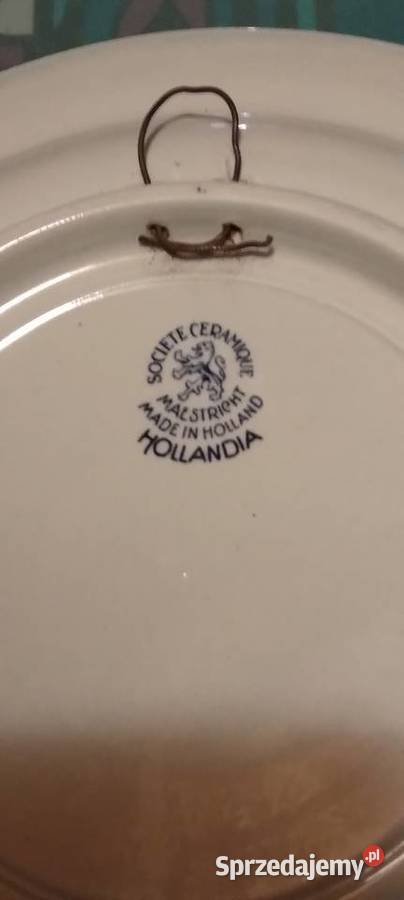 SOCIETE CERAMIQUE
MAESTRICHT
MADE IN HOLLAND
HOLLANDIA
Sprzedajemy.pl